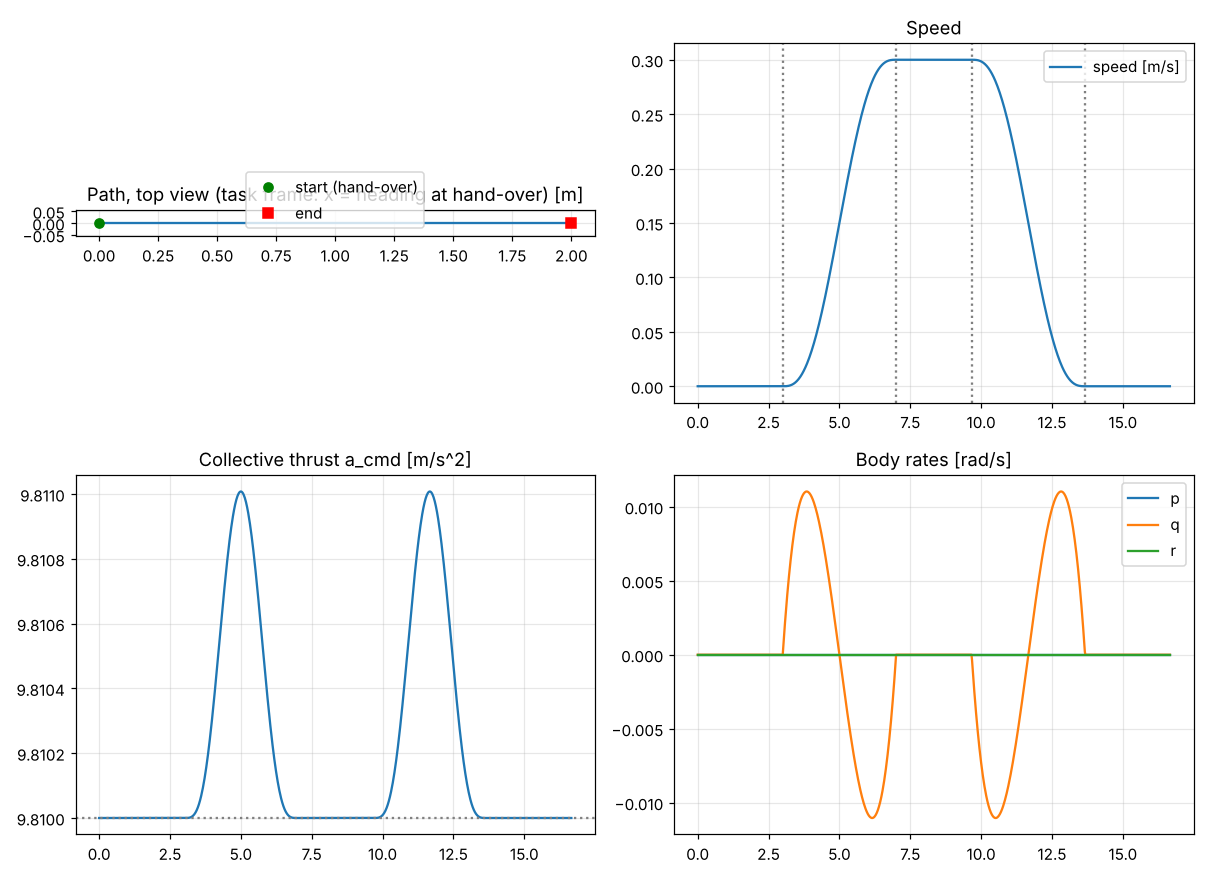 Path, top view (task frame: x = heading at hand-over) [m]
start (hand-over)
end
0.05
0.00
−0.05
0.00 0.25 0.50 0.75 1.00 1.25 1.50 1.75 2.00
Speed
speed [m/s]
0.30
0.25
0.20
0.15
0.10
0.05
0.00
0.0 2.5 5.0 7.5 10.0 12.5 15.0
Collective thrust a_cmd [m/s^2]
9.8110
9.8108
9.8106
9.8104
9.8102
9.8100
0.0 2.5 5.0 7.5 10.0 12.5 15.0
Body rates [rad/s]
p
q
r
0.010
0.005
0.000
−0.005
−0.010
0.0 2.5 5.0 7.5 10.0 12.5 15.0